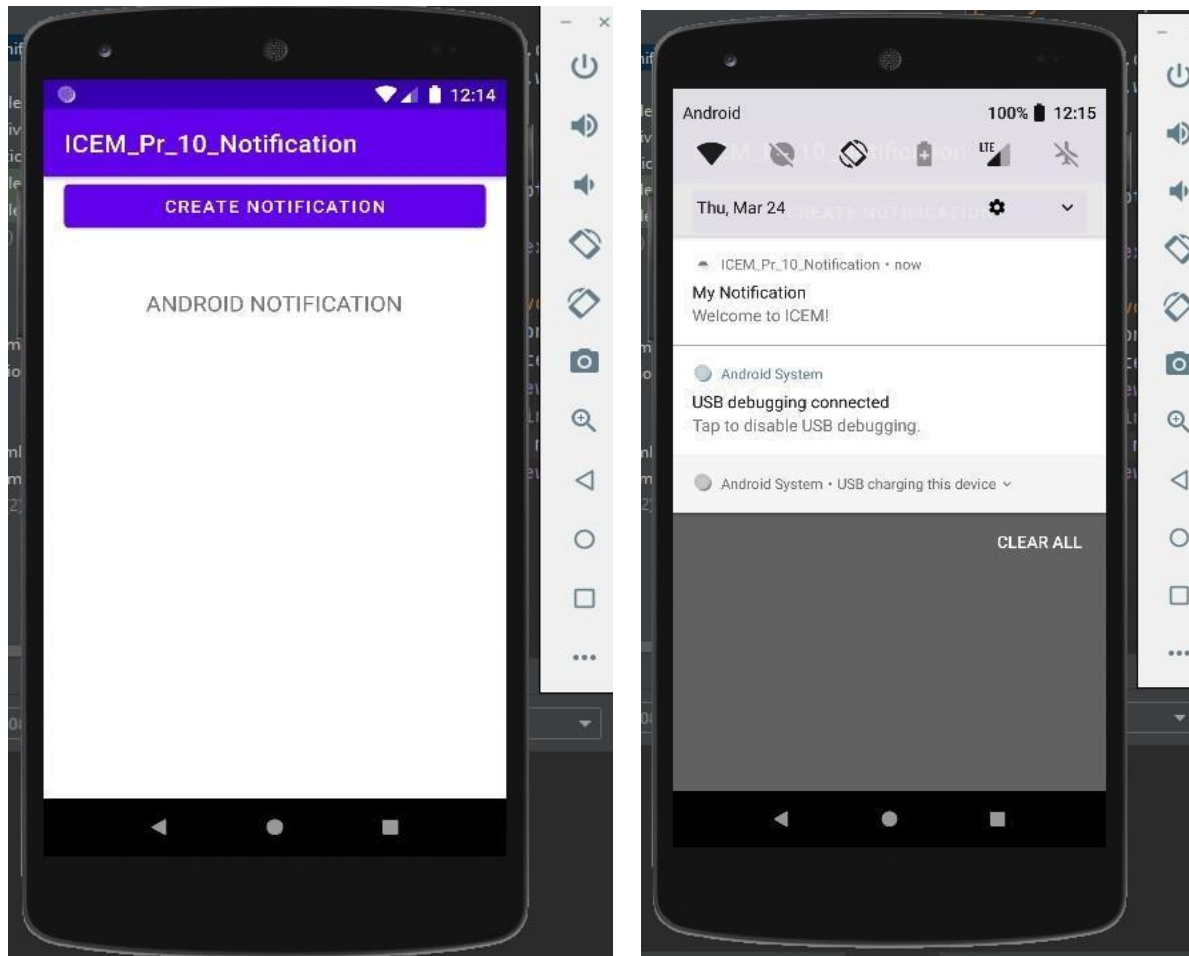 12:14
ICEM_Pr_10_Notification
CREATE NOTIFICATION
ANDROID NOTIFICATION
Android 100% 12:15
LTE
Thu, Mar 24
ICEM_Pr_10_Notification • now
My Notification
Welcome to ICEM!
Android System
USB debugging connected
Tap to disable USB debugging.
Android System • USB charging this device
CLEAR ALL